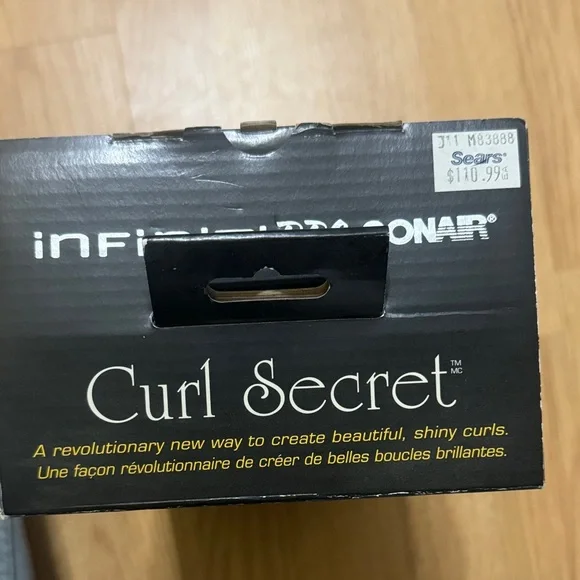 J11 M83888
Sears®
$110.99
Curl Secret™ MC
A revolutionary new way to create beautiful, shiny curls.
Une façon révolutionnaire de créer de belles boucles brillantes.